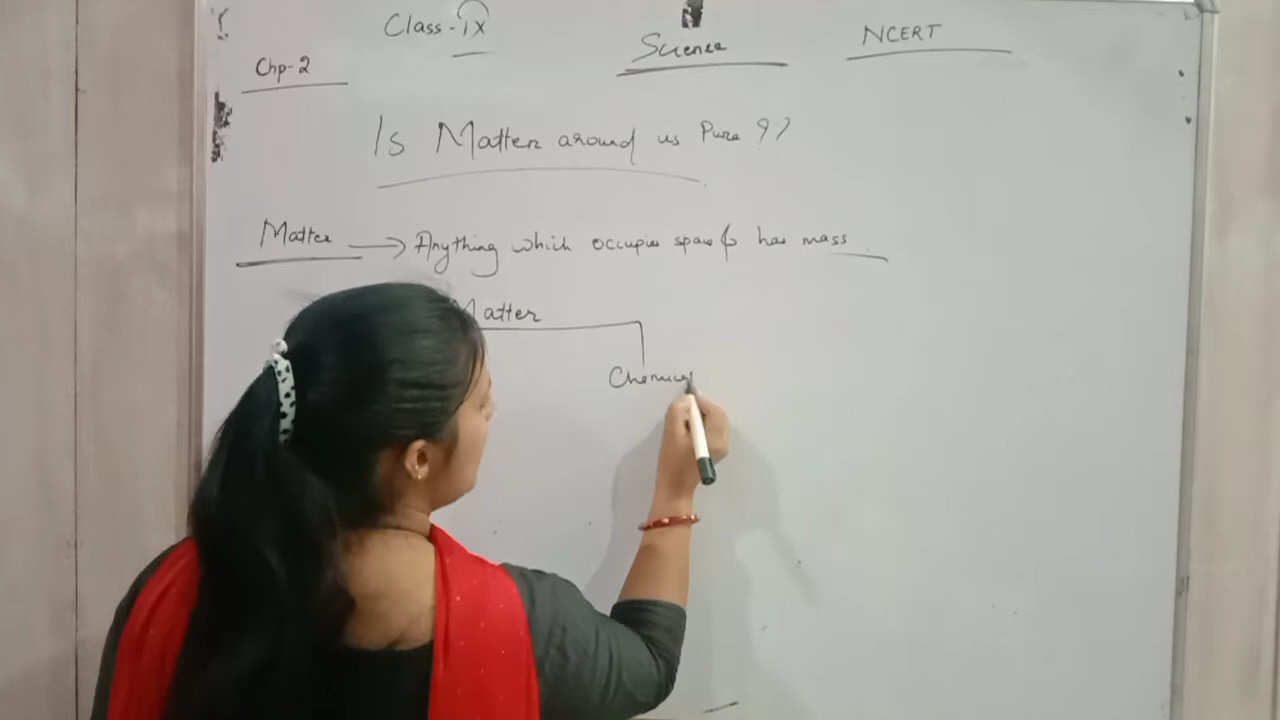 Class - IX
Science
NCERT
Chp-2
Is Matter around us Pure ??
Matter → Anything which occupies space & has mass
Matter
Chemical